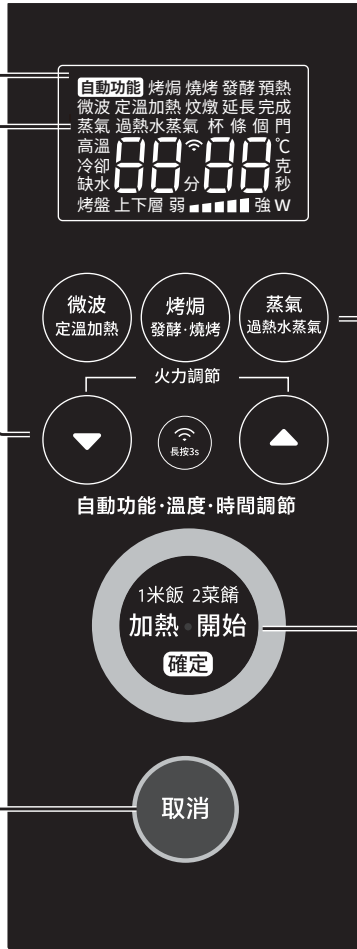 自動功能 烤焗 燒烤 發酵 預熱
微波 定溫加熱 炆燉 延長 完成
蒸氣 過熱水蒸氣 杯 條 個 門
高溫 ℃
冷卻 88 88 克
缺水 分 秒
烤盤 上下層 弱 強 W
微波
定溫加熱
烤焗
發酵·燒烤
蒸氣
過熱水蒸氣
火力調節
長按3s
自動功能·溫度·時間調節
1米飯 2菜餚
加熱·開始
確定
取消